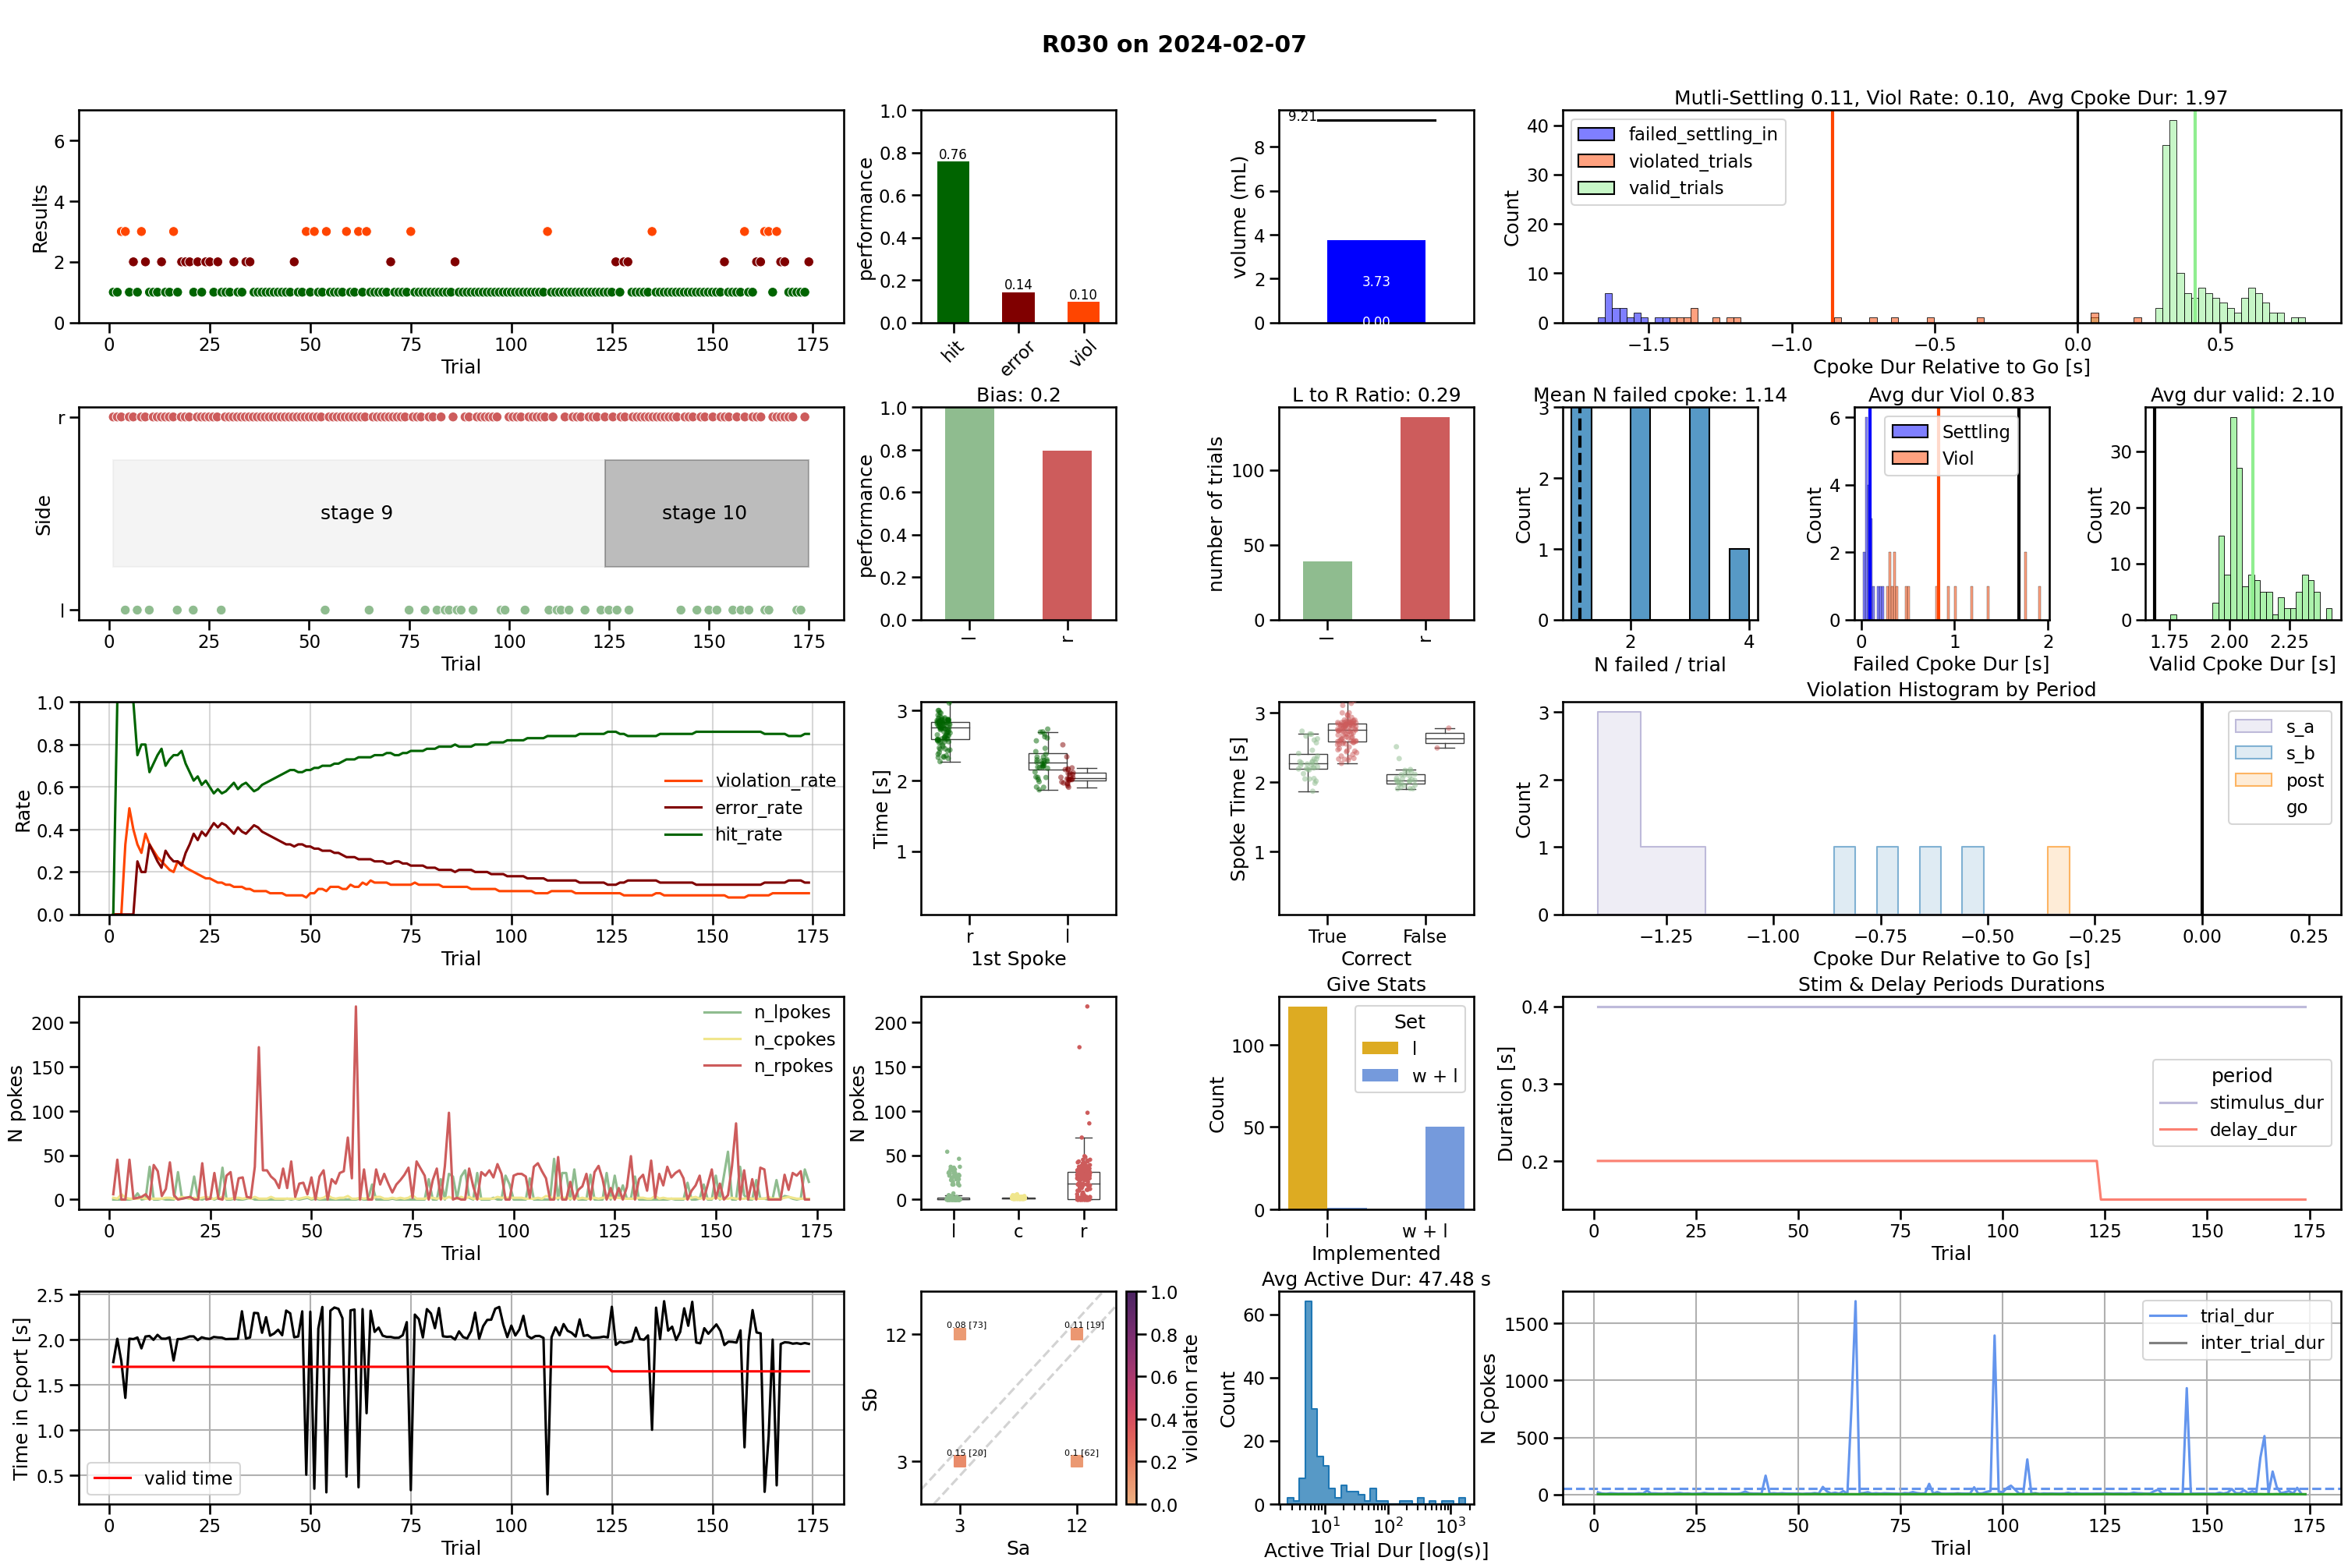 R030 on 2024-02-07
Results
6
4
2
0
0 25 50 75 100 125 150 175
Trial
performance
1.0
0.8
0.6
0.4
0.2
0.0
0.76
0.14
0.10
hit error viol
volume (mL)
8
6
4
2
0
9.21
3.73
0.00
Mutli-Settling 0.11, Viol Rate: 0.10,  Avg Cpoke Dur: 1.97
failed_settling_in
violated_trials
valid_trials
Count
40
30
20
10
0
−1.5 −1.0 −0.5 0.0 0.5
Cpoke Dur Relative to Go [s]
Side
r
l
stage 9
stage 10
0 25 50 75 100 125 150 175
Trial
Bias: 0.2
performance
1.0
0.8
0.6
0.4
0.2
0.0
l r
L to R Ratio: 0.29
number of trials
100
50
0
l r
Mean N failed cpoke: 1.14
Count
3
2
1
0
2 4
N failed / trial
Avg dur Viol 0.83
Settling
Viol
Count
6
4
2
0
0 1 2
Failed Cpoke Dur [s]
Avg dur valid: 2.10
Count
30
20
10
0
1.75 2.00 2.25
Valid Cpoke Dur [s]
Rate
1.0
0.8
0.6
0.4
0.2
0.0
violation_rate
error_rate
hit_rate
0 25 50 75 100 125 150 175
Trial
Time [s]
3
2
1
r l
1st Spoke
Spoke Time [s]
3
2
1
True False
Correct
Violation Histogram by Period
s_a
s_b
post
go
Count
3
2
1
0
−1.25 −1.00 −0.75 −0.50 −0.25 0.00 0.25
Cpoke Dur Relative to Go [s]
N pokes
200
150
100
50
0
n_lpokes
n_cpokes
n_rpokes
0 25 50 75 100 125 150 175
Trial
N pokes
200
150
100
50
0
l c r
Give Stats
Set
l
w + l
Count
100
50
0
l w + l
Implemented
Stim & Delay Periods Durations
Duration [s]
0.4
0.3
0.2
period
stimulus_dur
delay_dur
0 25 50 75 100 125 150 175
Trial
Time in Cport [s]
2.5
2.0
1.5
1.0
0.5
valid time
0 25 50 75 100 125 150 175
Trial
Sb
12
3
0.08 [73]
0.11 [19]
0.15 [20]
0.1 [62]
3 12
Sa
1.0
0.8
0.6
0.4
0.2
0.0
violation rate
Avg Active Dur: 47.48 s
Count
60
40
20
0
10¹ 10² 10³
Active Trial Dur [log(s)]
N Cpokes
1500
1000
500
0
trial_dur
inter_trial_dur
0 25 50 75 100 125 150 175
Trial